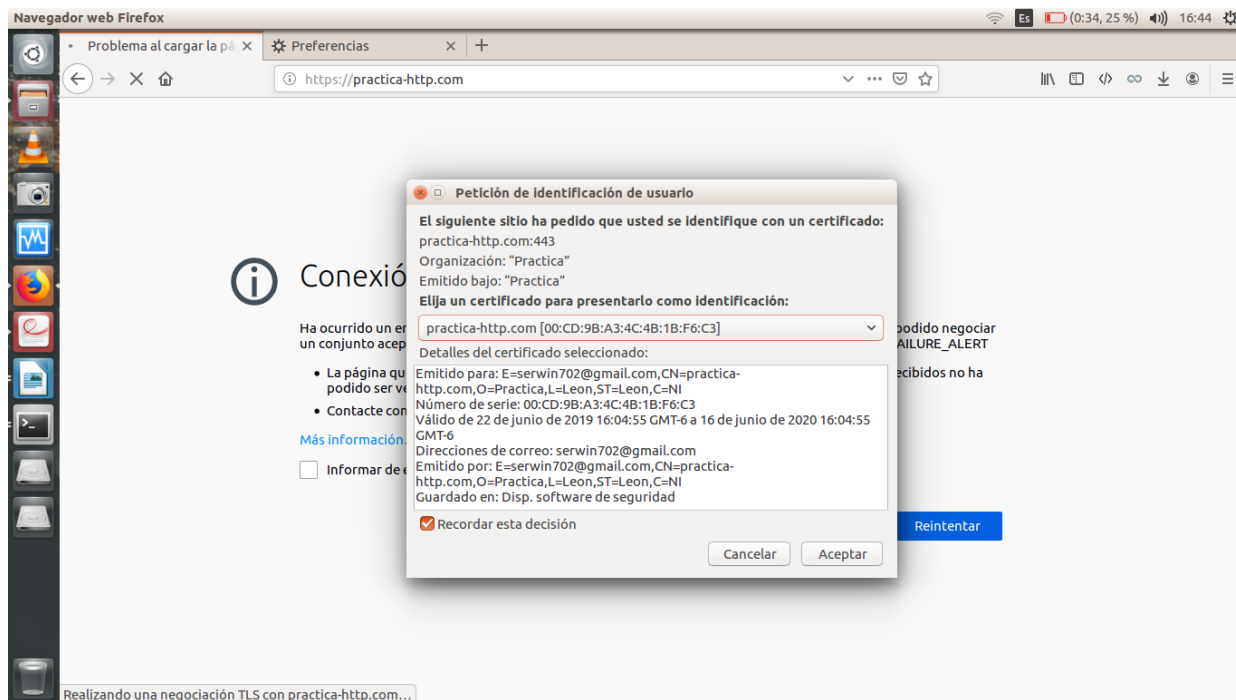 Navegador web Firefox
Es (0:34, 25 %) 16:44
Problema al cargar la pá
Preferencias
https://practica-http.com
Petición de identificación de usuario
El siguiente sitio ha pedido que usted se identifique con un certificado:
practica-http.com:443
Organización: “Practica”
Emitido bajo: “Practica”
Elija un certificado para presentarlo como identificación:
practica-http.com [00:CD:9B:A3:4C:4B:1B:F6:C3]
Detalles del certificado seleccionado:
Emitido para: E=serwin702@gmail.com,CN=practica-
http.com,O=Practica,L=Leon,ST=Leon,C=NI
Número de serie: 00:CD:9B:A3:4C:4B:1B:F6:C3
Válido de 22 de junio de 2019 16:04:55 GMT-6 a 16 de junio de 2020 16:04:55
GMT-6
Direcciones de correo: serwin702@gmail.com
Emitido por: E=serwin702@gmail.com,CN=practica-
http.com,O=Practica,L=Leon,ST=Leon,C=NI
Guardado en: Disp. software de seguridad
Recordar esta decisión
Cancelar
Aceptar
Conexió
Ha ocurrido un er podido negociar
un conjunto acep AILURE_ALERT
• La página qu ecibidos no ha
podido ser ve
• Contacte con
Más información
Informar de e
Reintentar
Realizando una negociación TLS con practica-http.com...